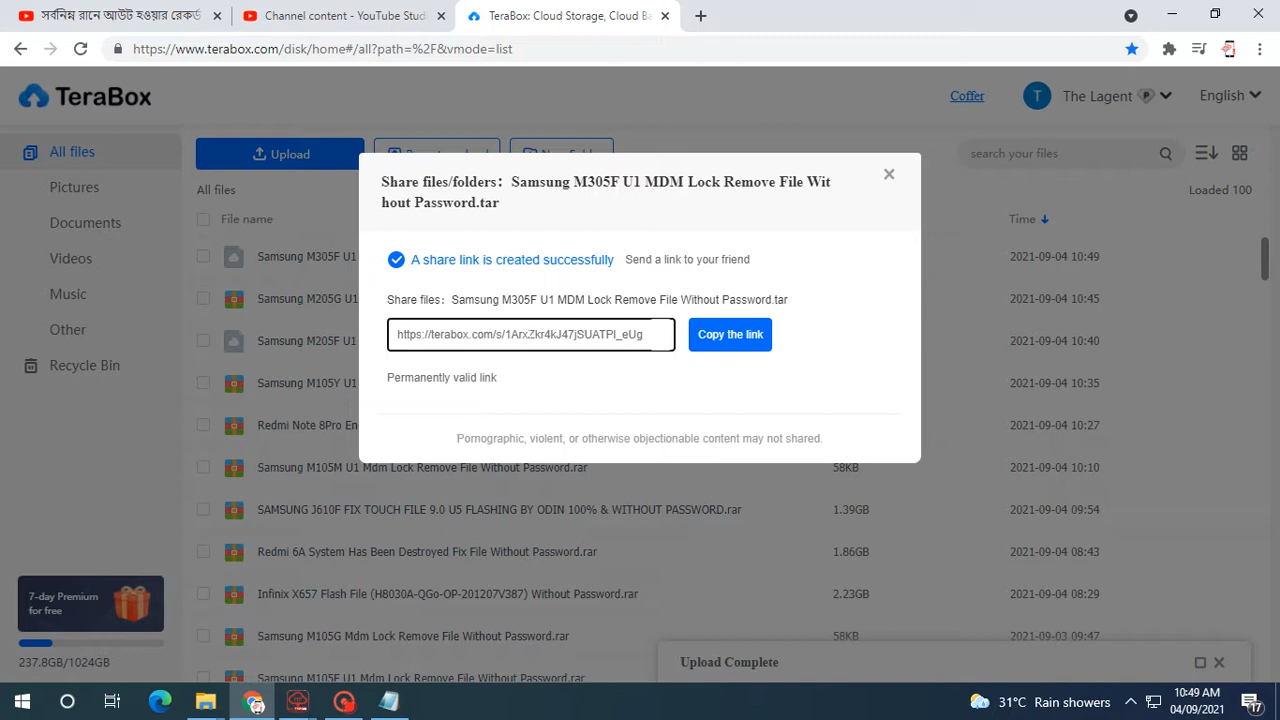 সবনিম্ন রানে আউট হওয়ার রেকর্ড
Channel content - YouTube Studio
TeraBox: Cloud Storage, Cloud Ba
https://www.terabox.com/disk/home#/all?path=%2F&vmode=list
TeraBox
Coffer
T
The Lagent
English
All files
Upload
search your files
Pictures
Documents
Videos
Music
Other
Recycle Bin
All files
Loaded 100
File name
Time
Samsung M305F U1
2021-09-04 10:49
Samsung M205G U1
2021-09-04 10:45
Samsung M205F U1
2021-09-04 10:40
Samsung M105Y U1
2021-09-04 10:35
Redmi Note 8Pro En
2021-09-04 10:27
Samsung M105M U1 Mdm Lock Remove File Without Password.rar
58KB
2021-09-04 10:10
SAMSUNG J610F FIX TOUCH FILE 9.0 U5 FLASHING BY ODIN 100% & WITHOUT PASSWORD.rar
1.39GB
2021-09-04 09:54
Redmi 6A System Has Been Destroyed Fix File Without Password.rar
1.86GB
2021-09-04 08:43
Infinix X657 Flash File (H8030A-QGo-OP-201207V387) Without Password.rar
2.23GB
2021-09-04 08:29
Samsung M105G Mdm Lock Remove File Without Password.rar
58KB
2021-09-03 09:47
Share files/folders：Samsung M305F U1 MDM Lock Remove File Wit
hout Password.tar
A share link is created successfully
Send a link to your friend
Share files：Samsung M305F U1 MDM Lock Remove File Without Password.tar
https://terabox.com/s/1ArxZkr4kJ47jSUATPl_eUg
Copy the link
Permanently valid link
Pornographic, violent, or otherwise objectionable content may not shared.
7-day Premium
for free
237.8GB/1024GB
Upload Complete
31°C Rain showers
10:49 AM
04/09/2021
17